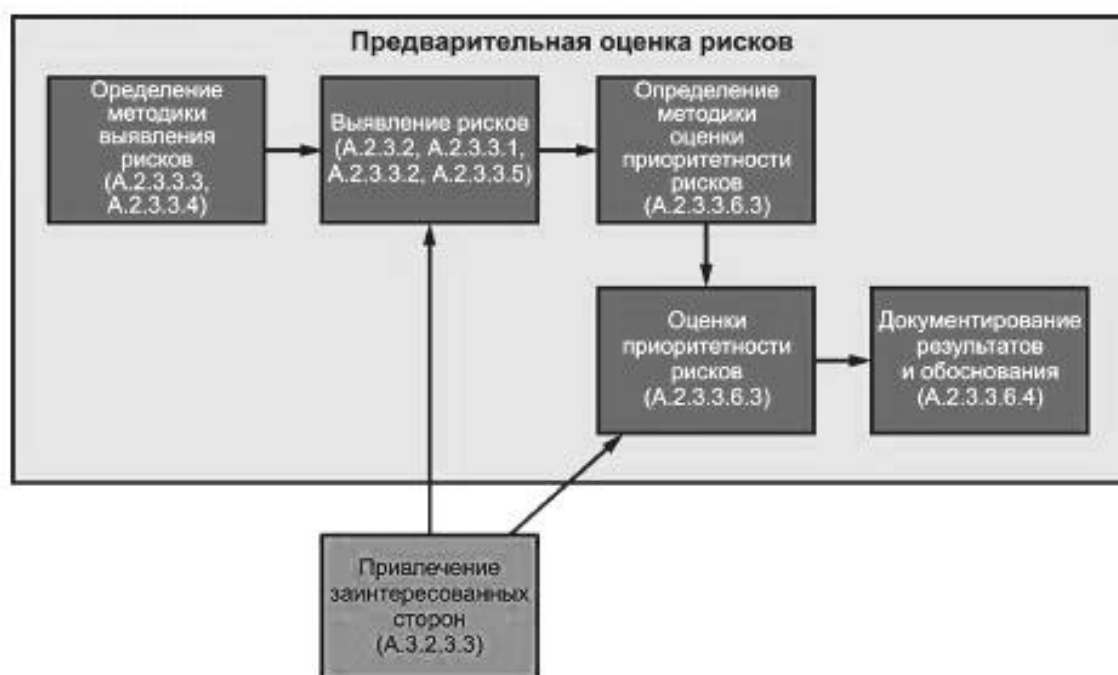 Предварительная оценка рисков
Оределение
методики
выявления
рисков
(А.2.3.3.3,
А.2.3.3.4)
Выявление рисков
(А.2.3.2, А.2.3.3.1,
А.2.3.3.2, А.2.3.3.5)
Определение
методики
оценки
приоритетности
рисков
(А.2.3.3.6.3)
Оценки
приоритетности
рисков
(А.2.3.3.6.3)
Документирование
результатов
и обоснования
(А.2.3.3.6.4)
Привлечение
заинтересованных
сторон
(А.3.2.3.3)